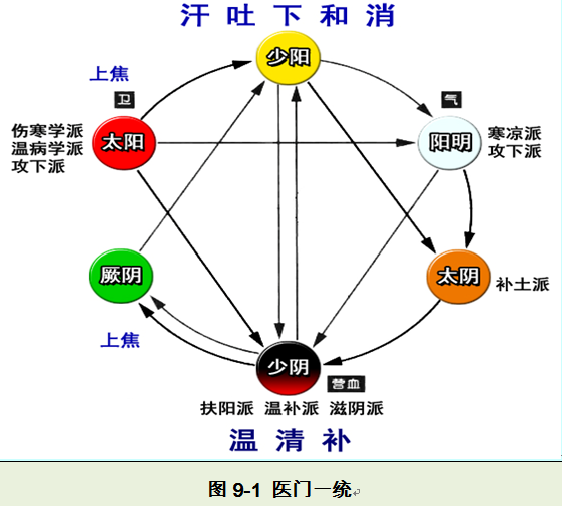 汗吐下和消
少阳
上焦
卫
气
伤寒学派
温病学派
攻下派
太阳
阳明
寒凉派
攻下派
厥阴
太阴
补土派
上焦
少阴
营血
扶阳派 温补派 滋阴派
温清补
图 9-1 医门一统